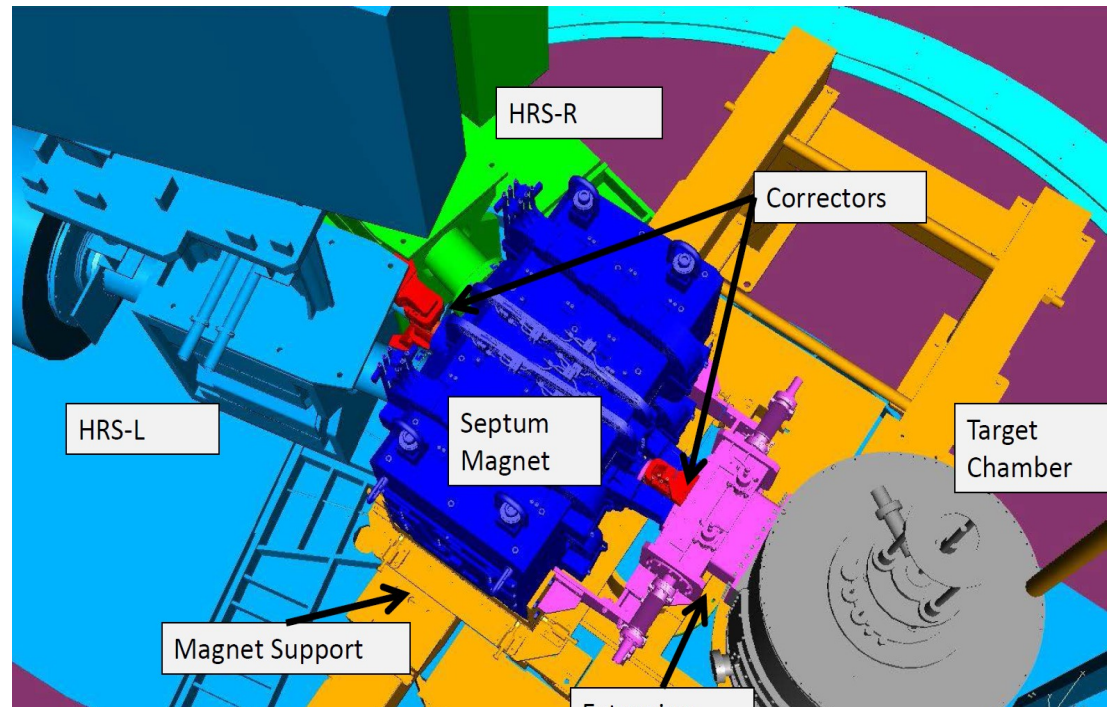 HRS-R
Correctors
HRS-L
Septum
Magnet
Target
Chamber
Magnet Support